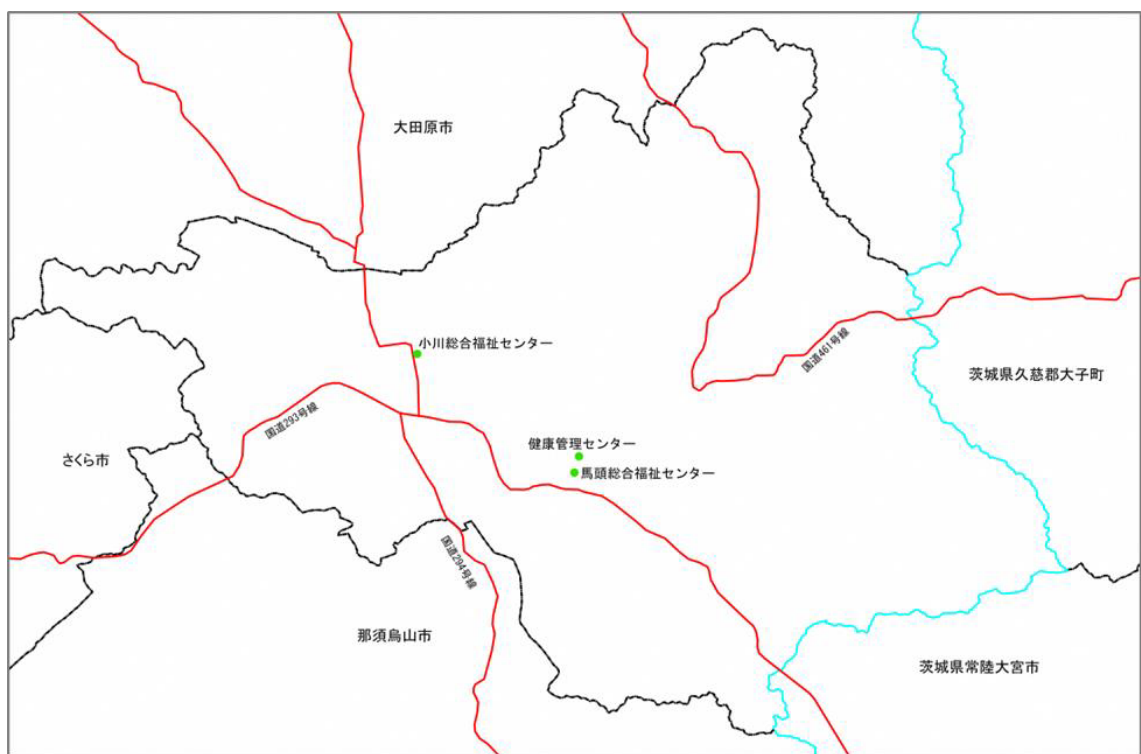 大田原市
小川総合福祉センター
国道461号線
茨城県久慈郡大子町
国道293号線
さくら市
健康管理センター
馬頭総合福祉センター
国道294号線
那須烏山市
茨城県常陸大宮市